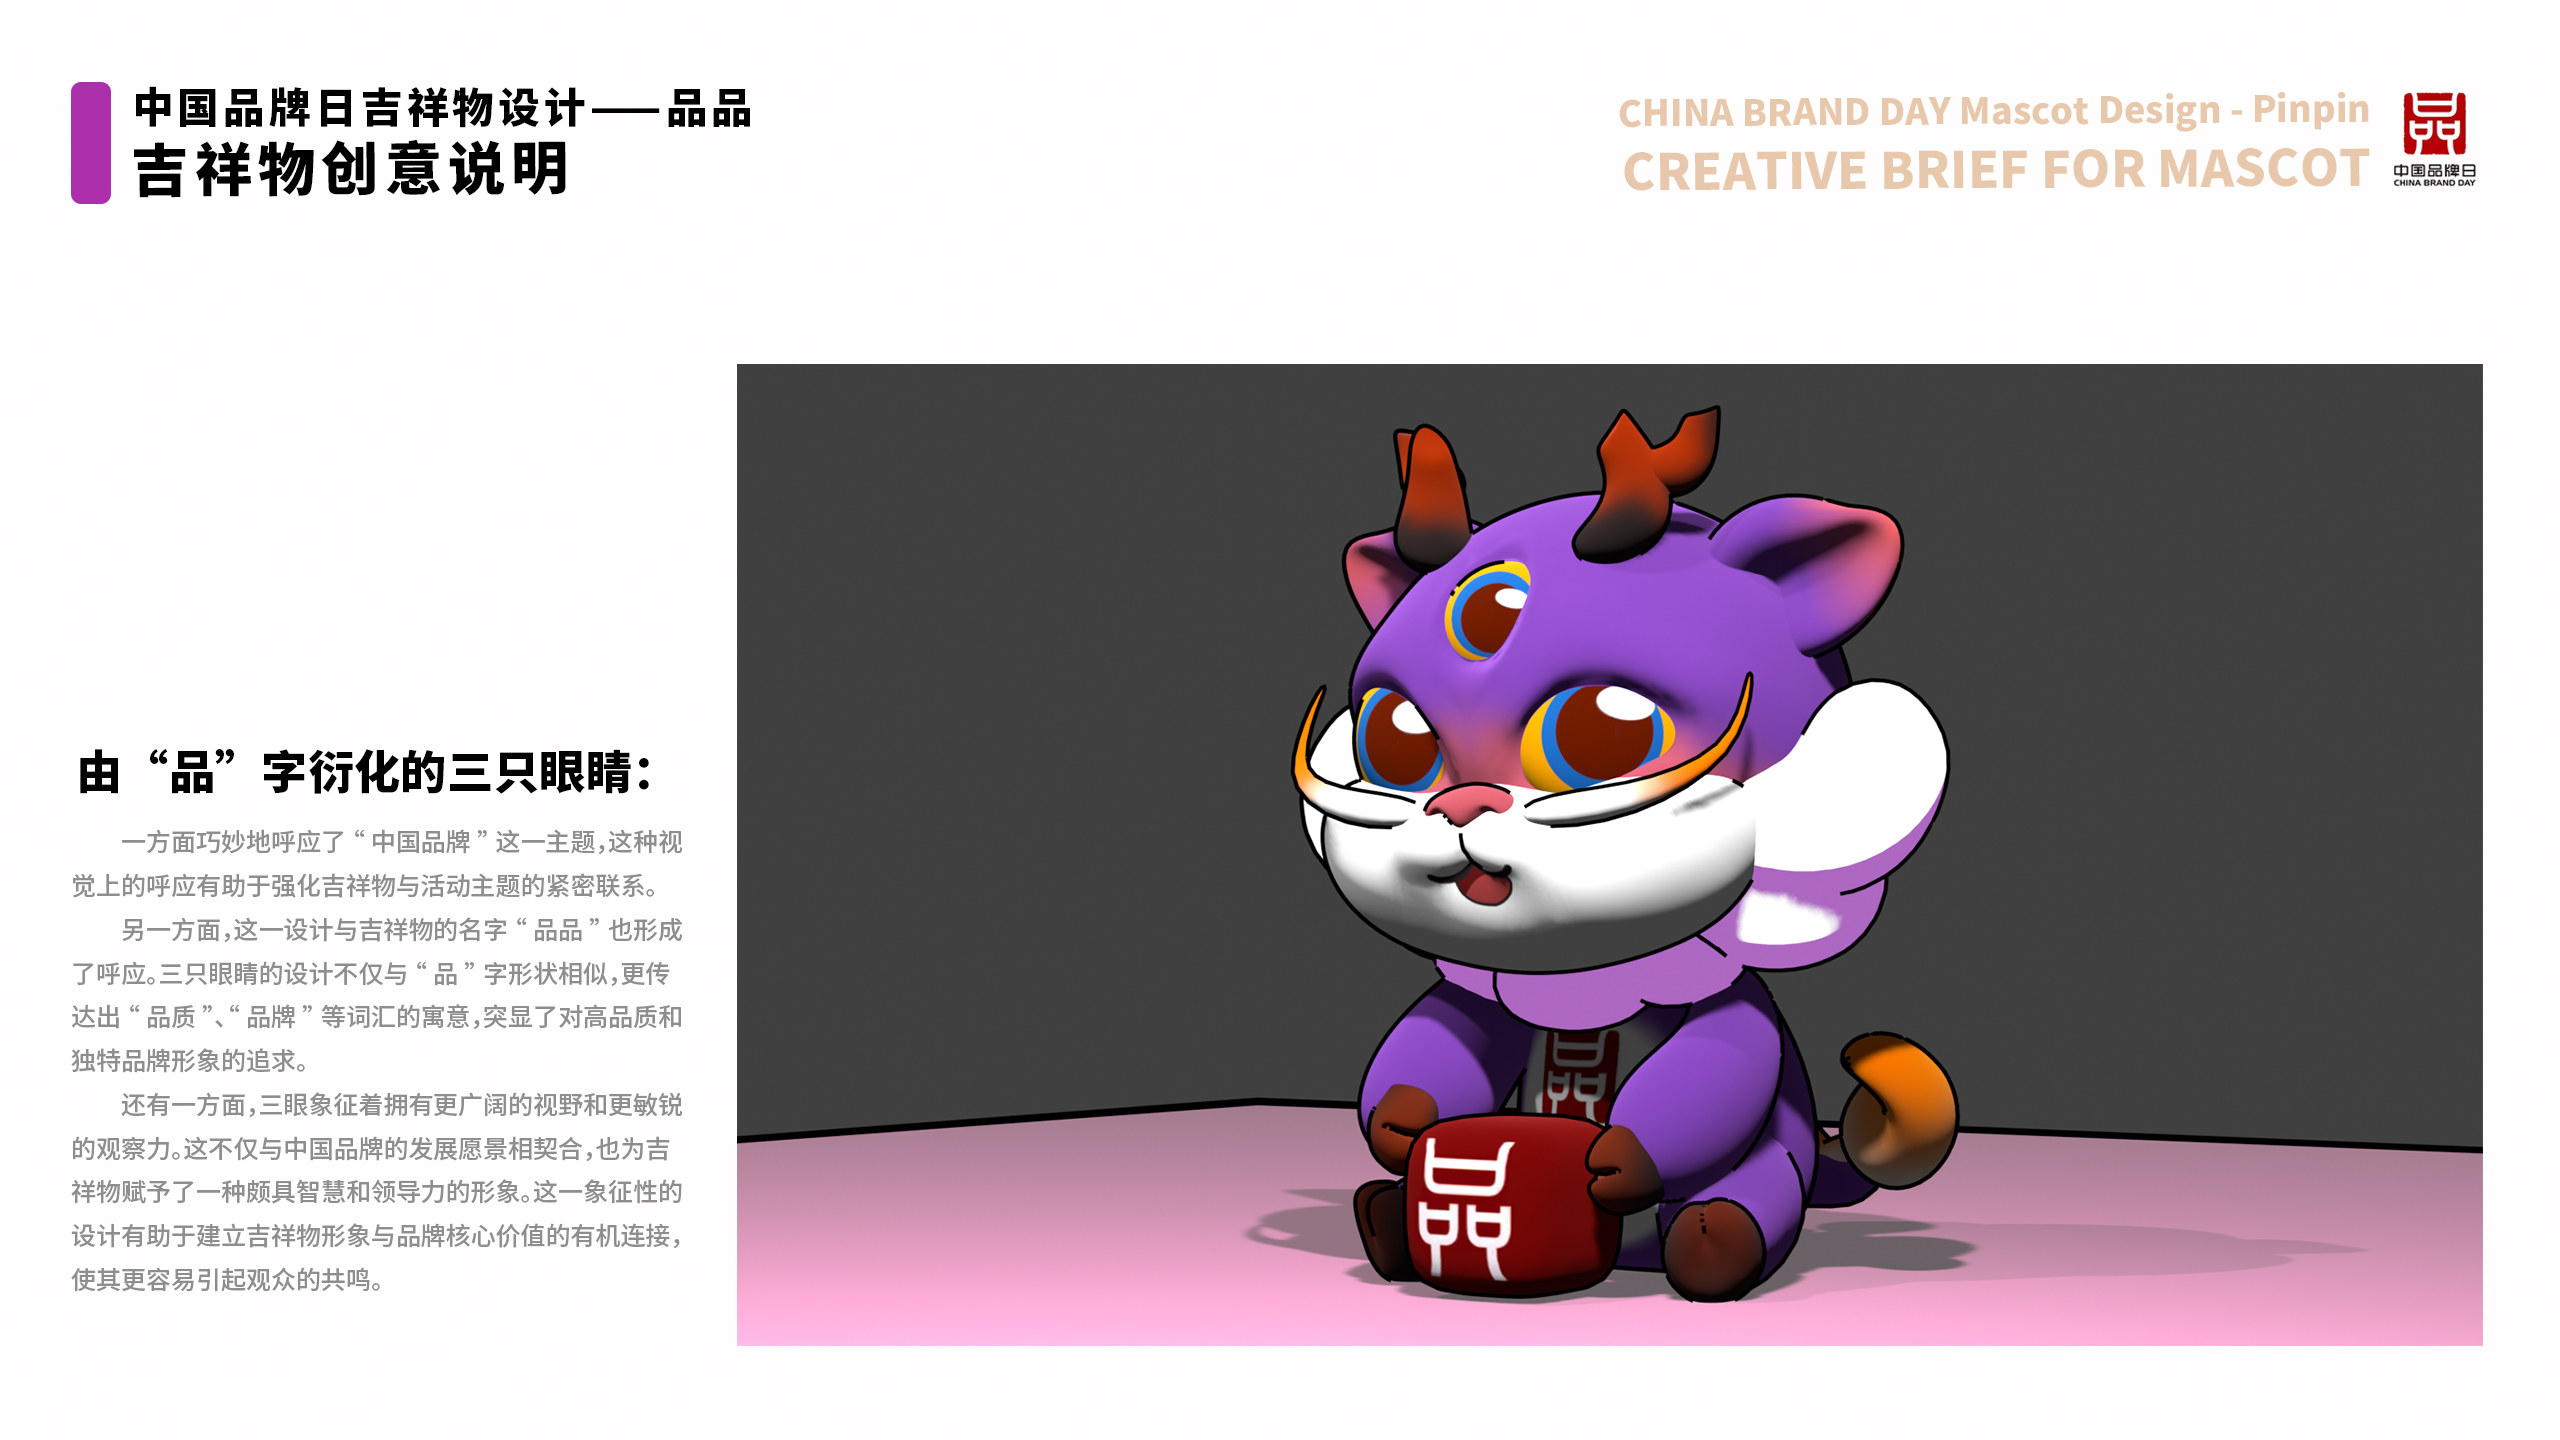 中国品牌日吉祥物设计——品品
吉祥物创意说明
CHINA BRAND DAY Mascot Design - Pinpin
CREATIVE BRIEF FOR MASCOT
品
中国品牌日
CHINA BRAND DAY
由“品”字衍化的三只眼睛：
一方面巧妙地呼应了“中国品牌”这一主题，这种视
觉上的呼应有助于强化吉祥物与活动主题的紧密联系。
另一方面，这一设计与吉祥物的名字“品品”也形成
了呼应。三只眼睛的设计不仅与“品”字形状相似，更传
达出“品质”、“品牌”等词汇的寓意，突显了对高品质和
独特品牌形象的追求。
还有一方面，三眼象征着拥有更广阔的视野和更敏锐
的观察力。这不仅与中国品牌的发展愿景相契合，也为吉
祥物赋予了一种颇具智慧和领导力的形象。这一象征性的
设计有助于建立吉祥物形象与品牌核心价值的有机连接，
使其更容易引起观众的共鸣。
品
品